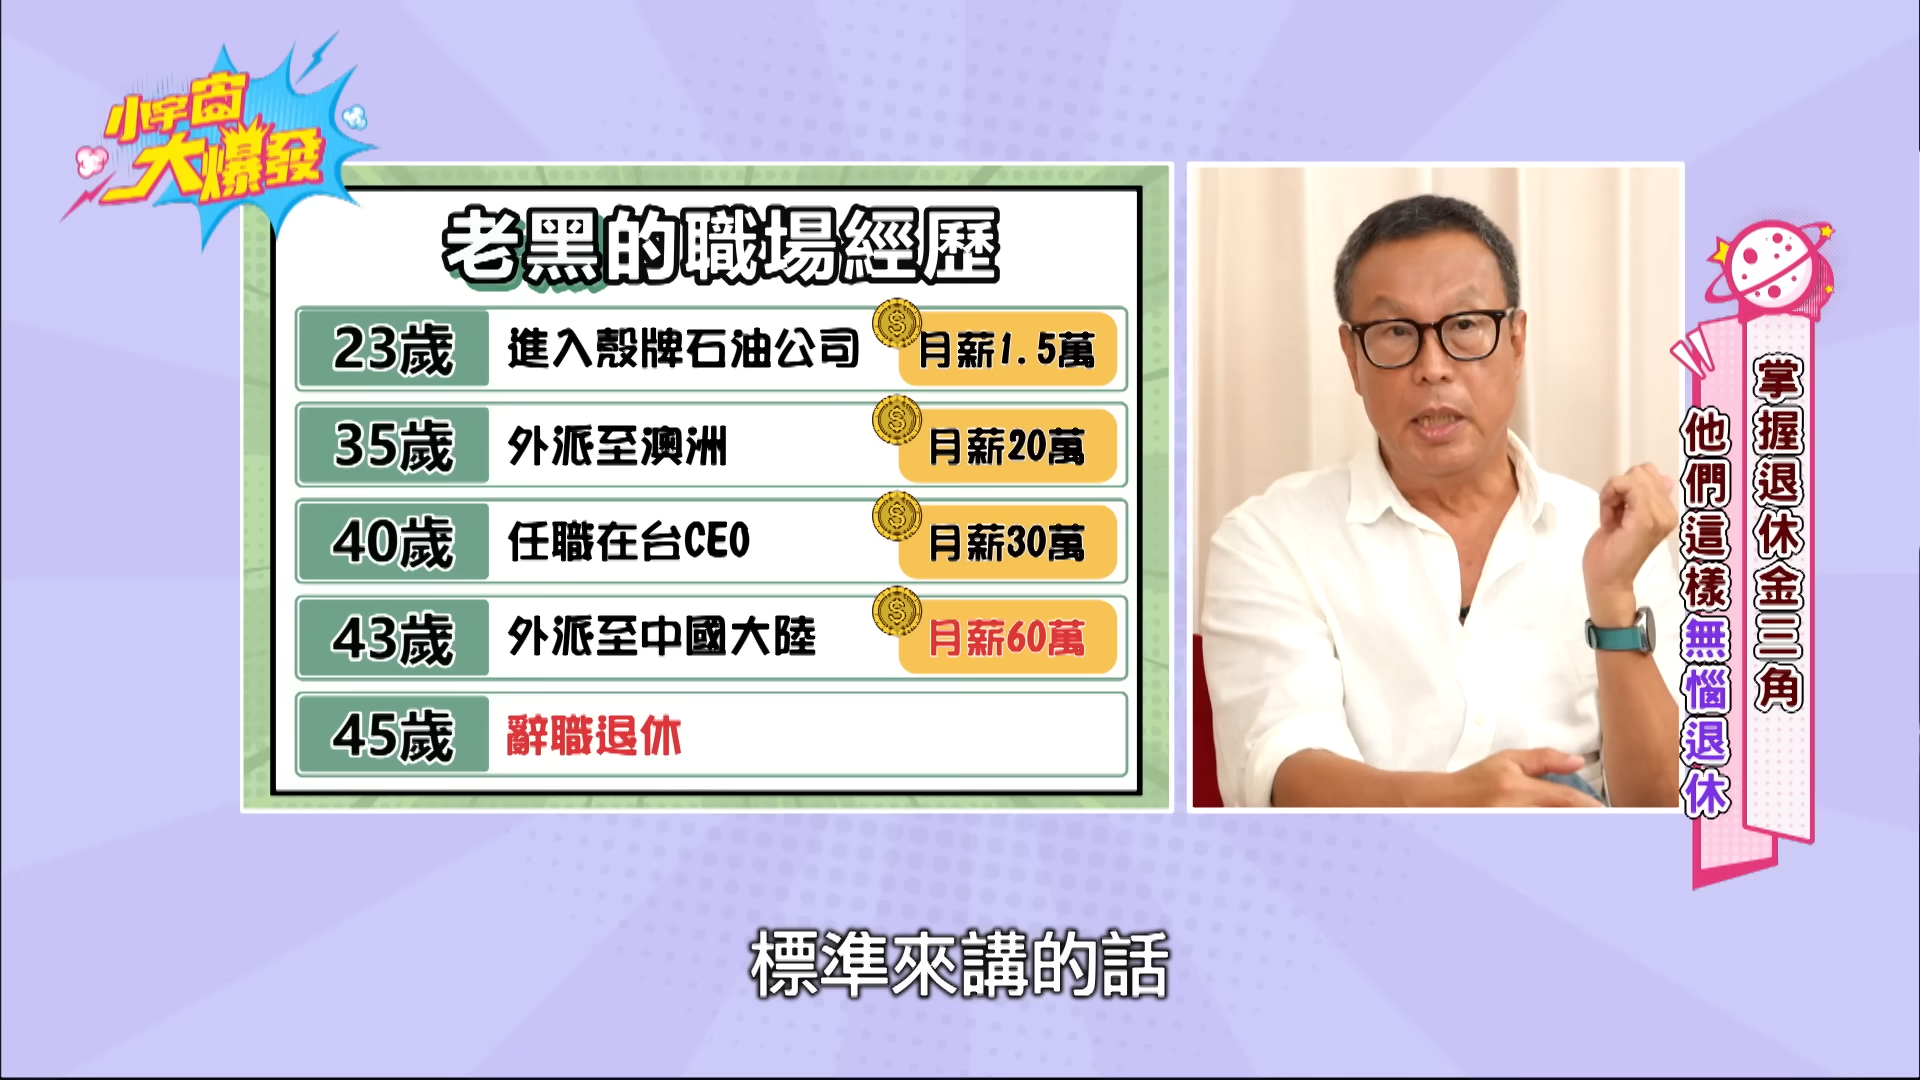 小宇宙
大爆發
老黑的職場經歷
23歲 進入殼牌石油公司 月薪1.5萬
35歲 外派至澳洲 月薪20萬
40歲 任職在台CEO 月薪30萬
43歲 外派至中國大陸 月薪60萬
45歲 辭職退休
掌握退休金三角
他們這樣無惱退休
標準來講的話